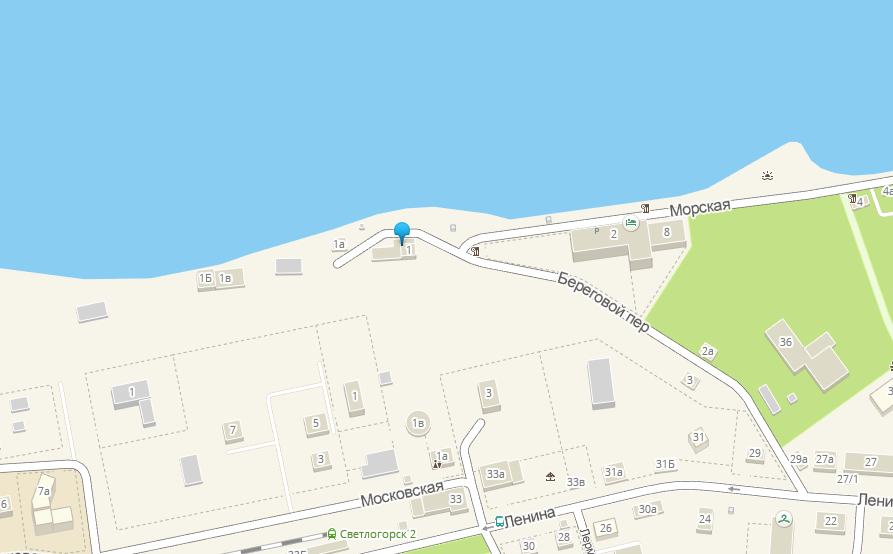 4а
4
Морская
8
2
P
1а
1
1Б 1в
Береговой пер
2а
36
3
1
1
3
1в
7
5
3
1а
31
29
29а
27а
27
27/1
31Б
31а
33а
33в
7а
6
Московская
33
Ленина
30а
24
22
26
28
30
Светлогорск 2
33Б